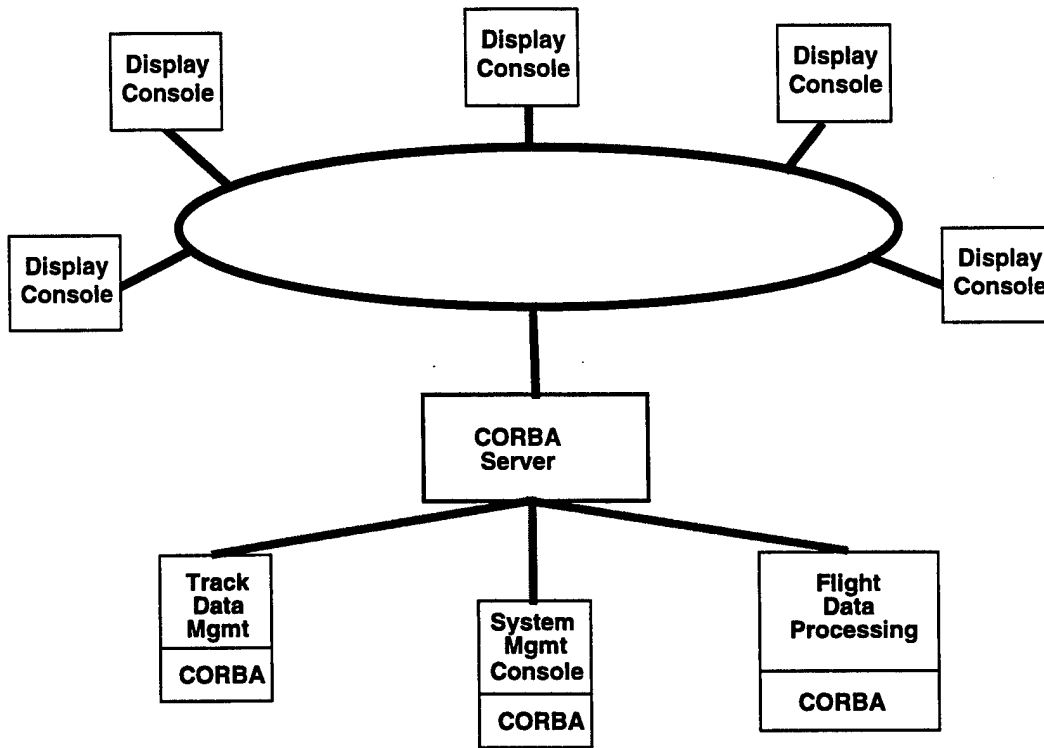 Display
Console
Display
Console
Display
Console
Display
Console
Display
Console
CORBA
Server
Track
Data
Mgmt
CORBA
System
Mgmt
Console
CORBA
Flight
Data
Processing
CORBA